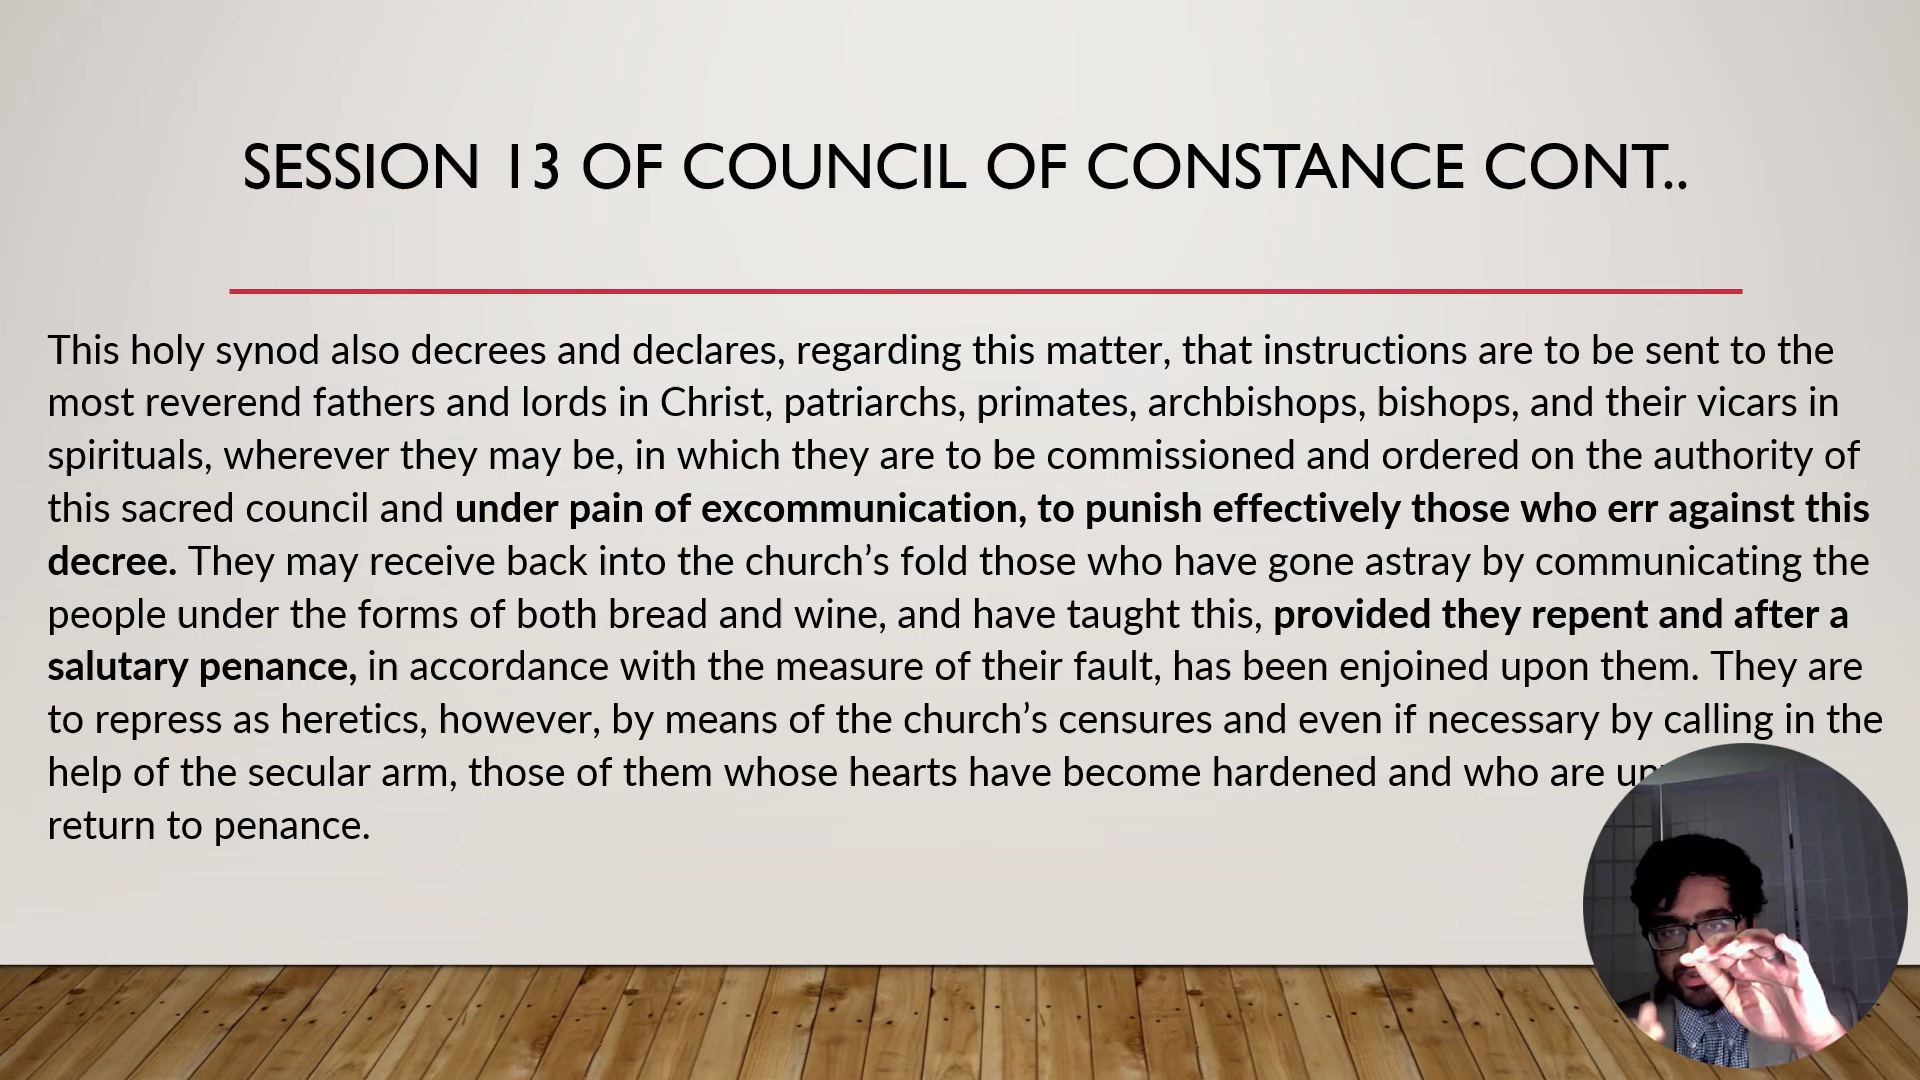 SESSION 13 OF COUNCIL OF CONSTANCE CONT..
This holy synod also decrees and declares, regarding this matter, that instructions are to be sent to the
most reverend fathers and lords in Christ, patriarchs, primates, archbishops, bishops, and their vicars in
spirituals, wherever they may be, in which they are to be commissioned and ordered on the authority of
this sacred council and under pain of excommunication, to punish effectively those who err against this
decree. They may receive back into the church’s fold those who have gone astray by communicating the
people under the forms of both bread and wine, and have taught this, provided they repent and after a
salutary penance, in accordance with the measure of their fault, has been enjoined upon them. They are
to repress as heretics, however, by means of the church’s censures and even if necessary by calling in the
help of the secular arm, those of them whose hearts have become hardened and who are
return to penance.